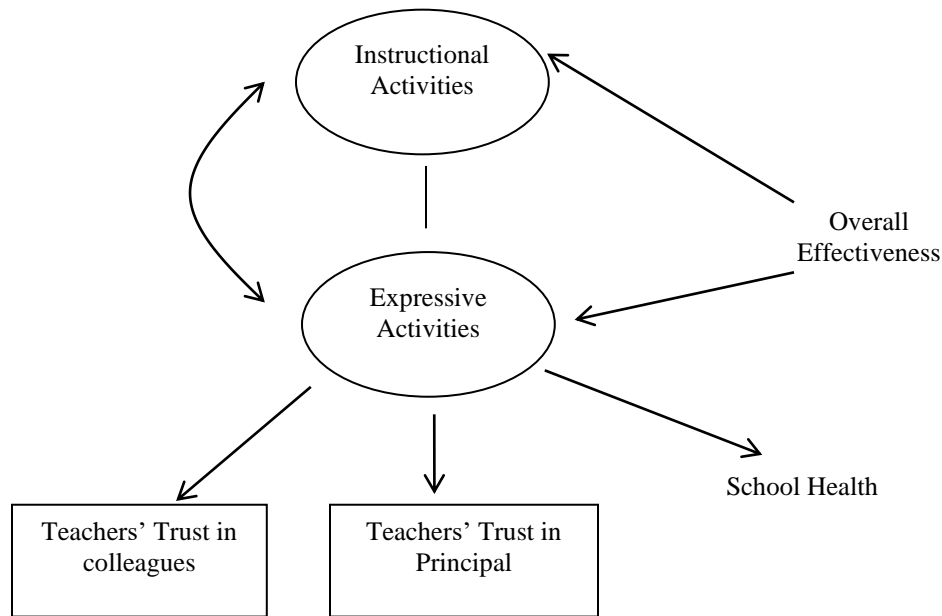 Instructional
Activities
Overall
Effectiveness
Expressive
Activities
School Health
Teachers’ Trust in
colleagues
Teachers’ Trust in
Principal